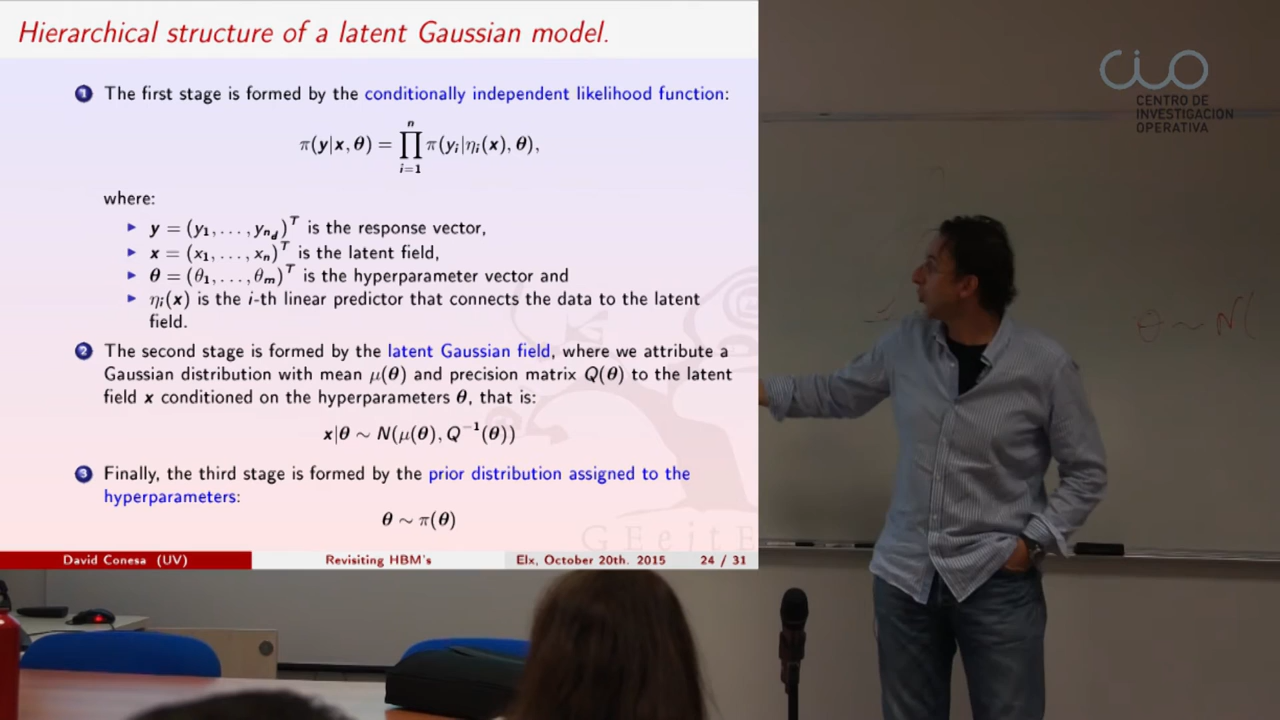 Hierarchical structure of a latent Gaussian model.
1 The first stage is formed by the conditionally independent likelihood function:
π(y|x, θ) = ∏_{i=1}^{n} π(y_i|η_i(x), θ),
where:
▶ y = (y_1, . . . , y_{n_d})^T is the response vector,
▶ x = (x_1, . . . , x_n)^T is the latent field,
▶ θ = (θ_1, . . . , θ_m)^T is the hyperparameter vector and
▶ η_i(x) is the i-th linear predictor that connects the data to the latent
field.
2 The second stage is formed by the latent Gaussian field, where we attribute a
Gaussian distribution with mean μ(θ) and precision matrix Q(θ) to the latent
field x conditioned on the hyperparameters θ, that is:
x|θ ∼ N(μ(θ), Q^{-1}(θ))
3 Finally, the third stage is formed by the prior distribution assigned to the
hyperparameters:
θ ∼ π(θ)
David Conesa (UV) Revisiting HBM's Elx, October 20th. 2015 24 / 31
CIO
CENTRO DE
INVESTIGACION
OPERATIVA
θ ~ N(